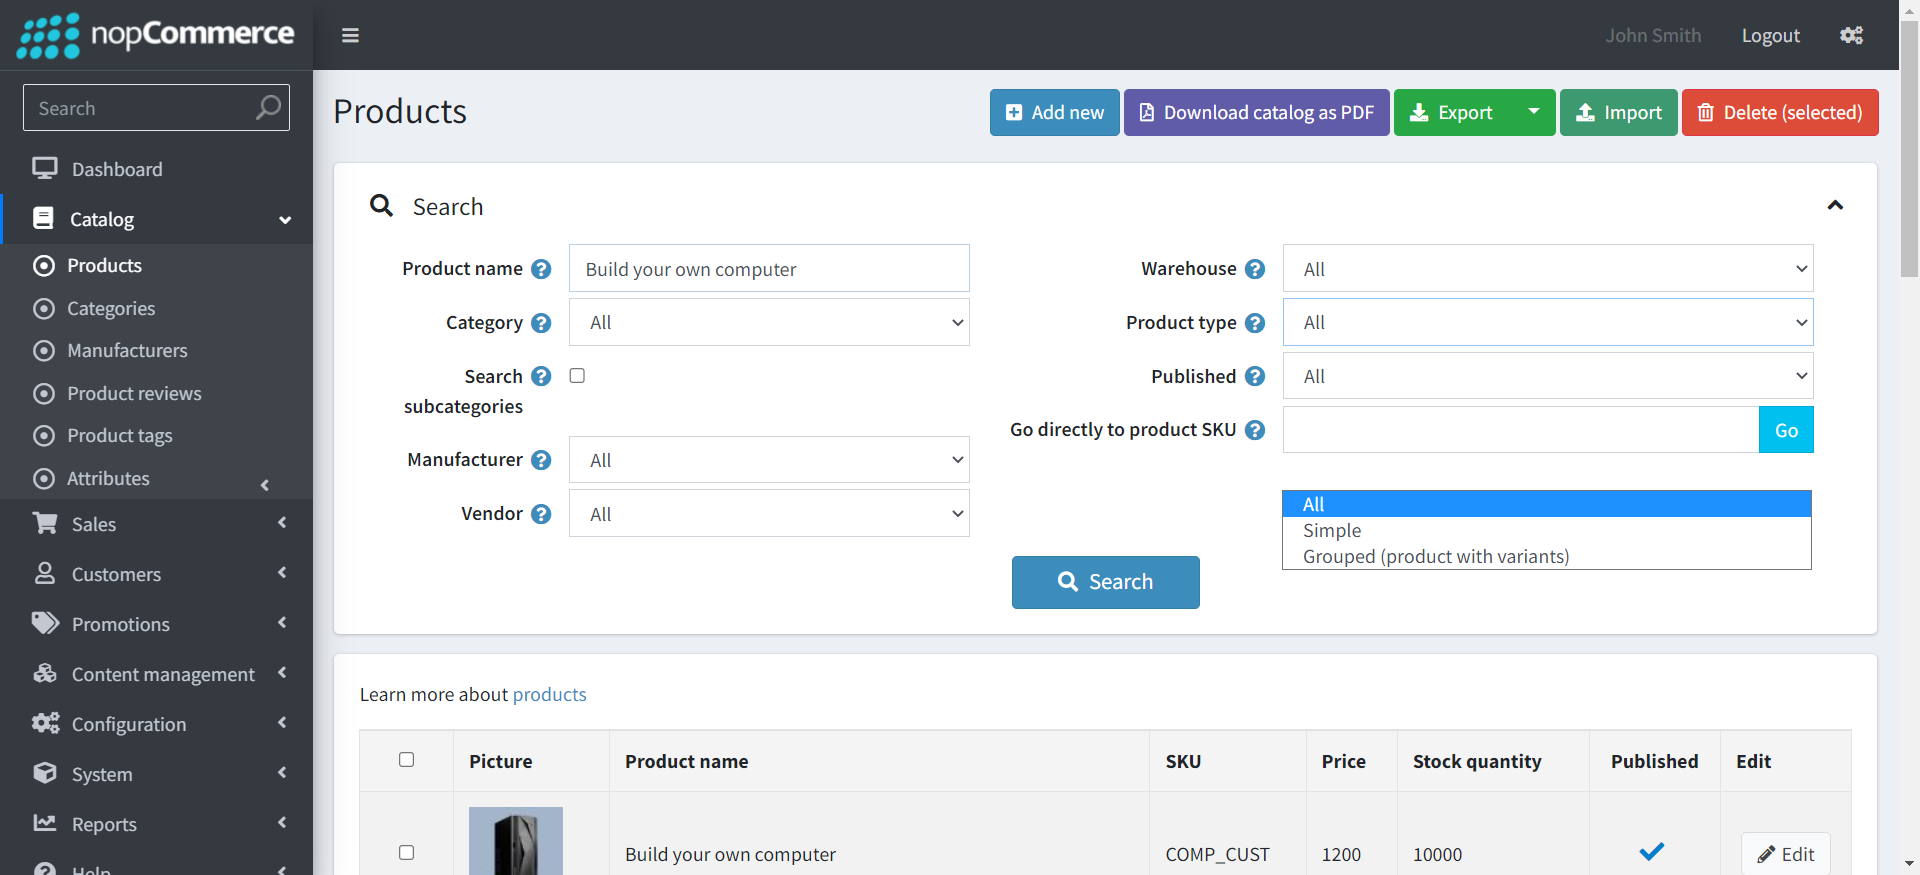 nopCommerce
John Smith
Logout
Search
Dashboard
Catalog
Products
Categories
Manufacturers
Product reviews
Product tags
Attributes
Sales
Customers
Promotions
Content management
Configuration
System
Reports
Help
Products
Add new
Download catalog as PDF
Export
Import
Delete (selected)
Search
Product name ? Build your own computer
Category ? All
Search ?
subcategories
Manufacturer ? All
Vendor ? All
Warehouse ? All
Product type ? All
Published ? All
Go directly to product SKU ? Go
All
Simple
Grouped (product with variants)
Search
Learn more about products
Picture Product name SKU Price Stock quantity Published Edit
Build your own computer COMP_CUST 1200 10000 Edit